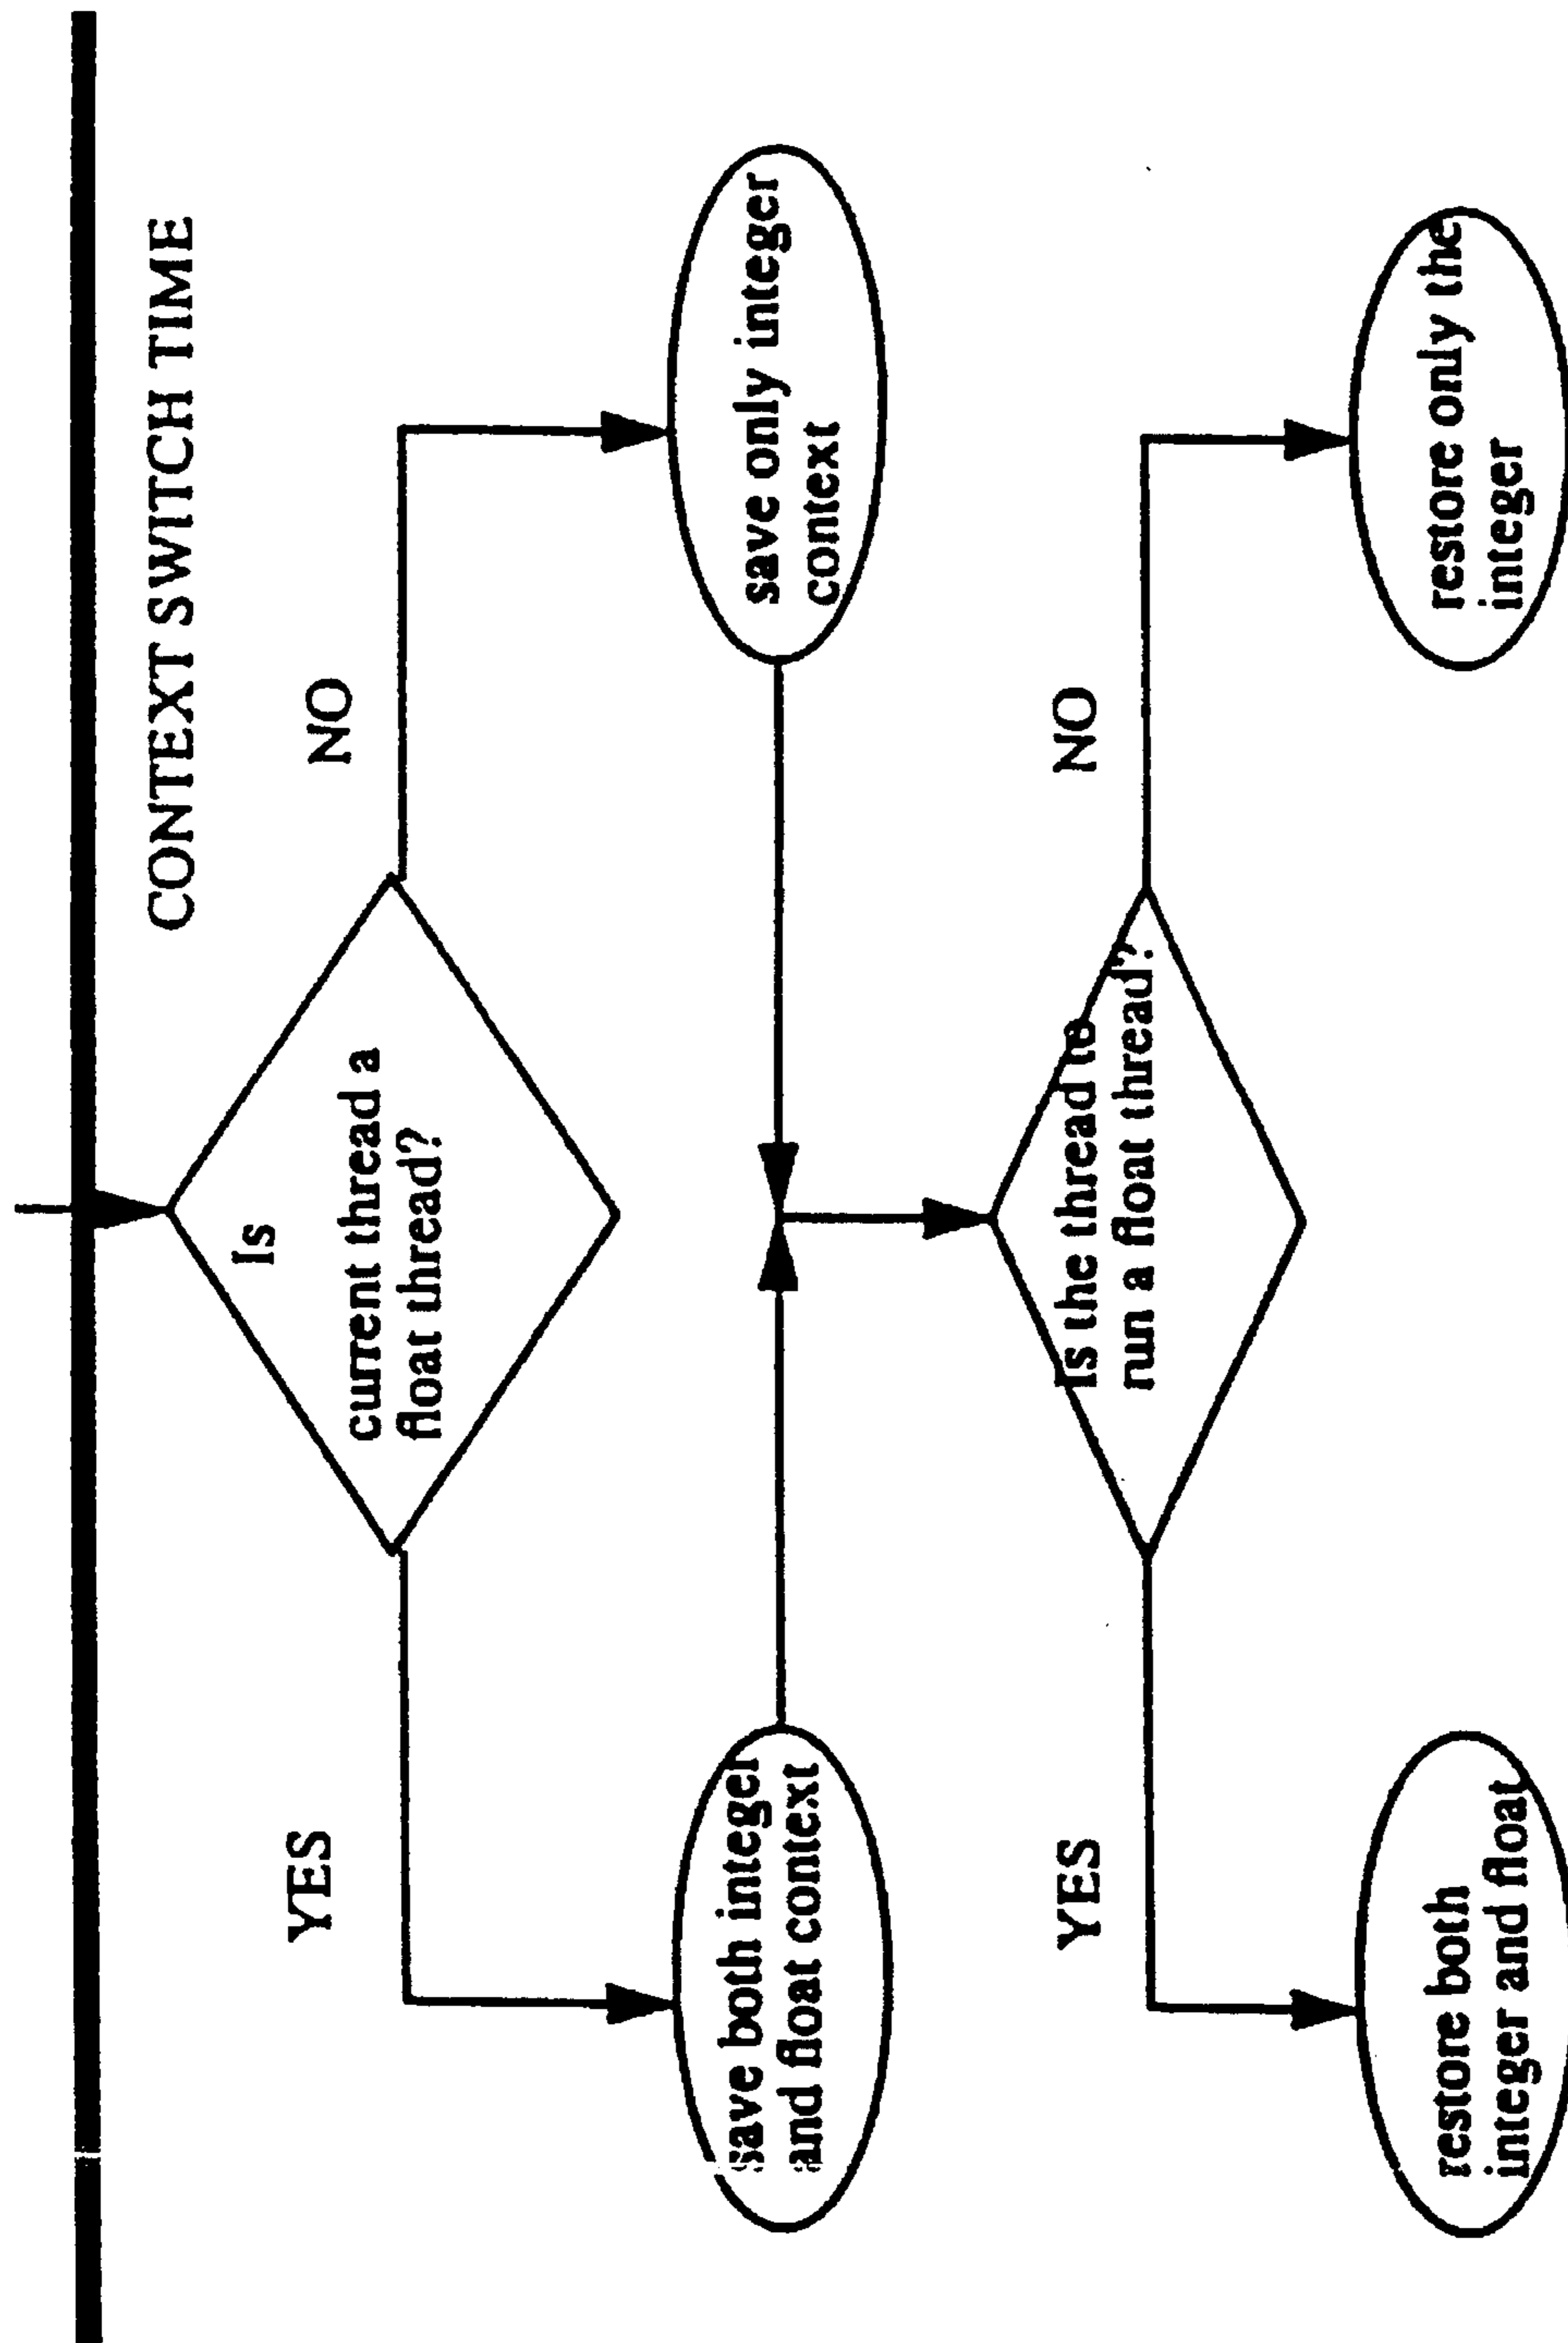 CONTEXT SWITCH TIME
Is
current thread a
float thread?
YES
NO
save both integer
and float context
save only integer
context
Is the thread to
run a float thread?
YES
NO
restore both
integer and float
restore only the
integer